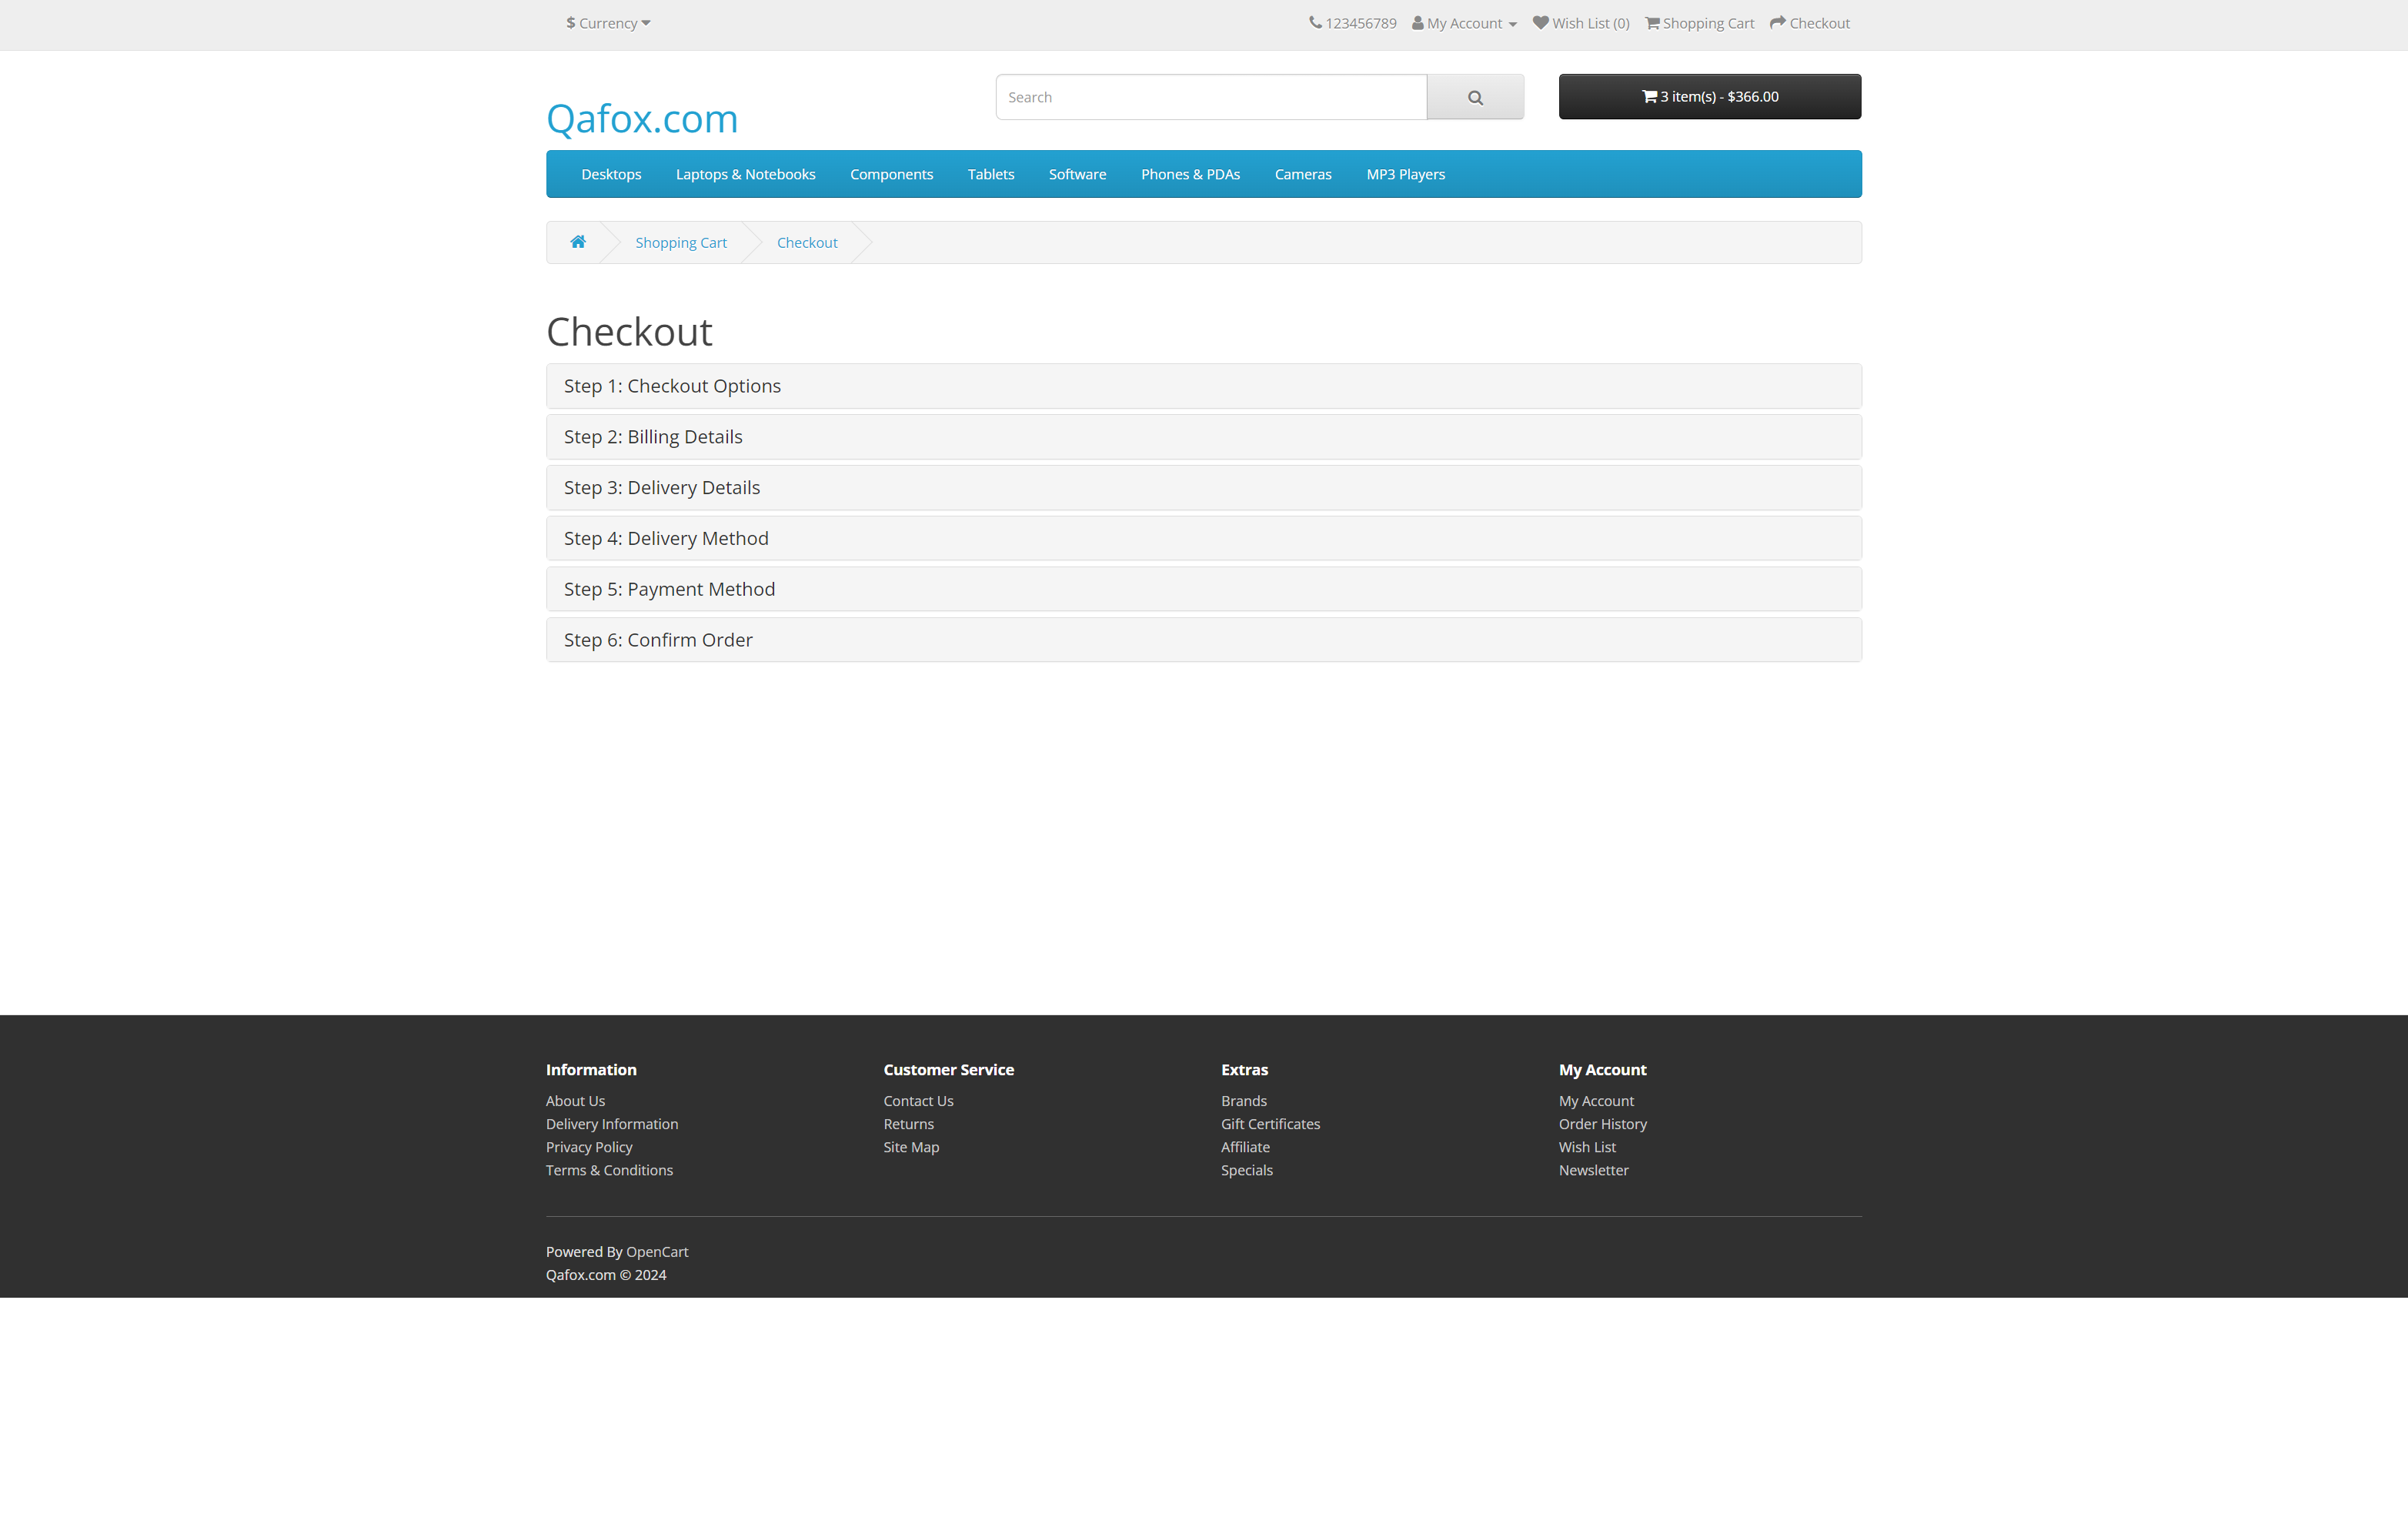 $ Currency
123456789 My Account Wish List (0) Shopping Cart Checkout
Qafox.com
Search
3 item(s) - $366.00
Desktops Laptops & Notebooks Components Tablets Software Phones & PDAs Cameras MP3 Players
Shopping Cart Checkout
Checkout
Step 1: Checkout Options
Step 2: Billing Details
Step 3: Delivery Details
Step 4: Delivery Method
Step 5: Payment Method
Step 6: Confirm Order
Information
About Us
Delivery Information
Privacy Policy
Terms & Conditions
Customer Service
Contact Us
Returns
Site Map
Extras
Brands
Gift Certificates
Affiliate
Specials
My Account
My Account
Order History
Wish List
Newsletter
Powered By OpenCart
Qafox.com © 2024